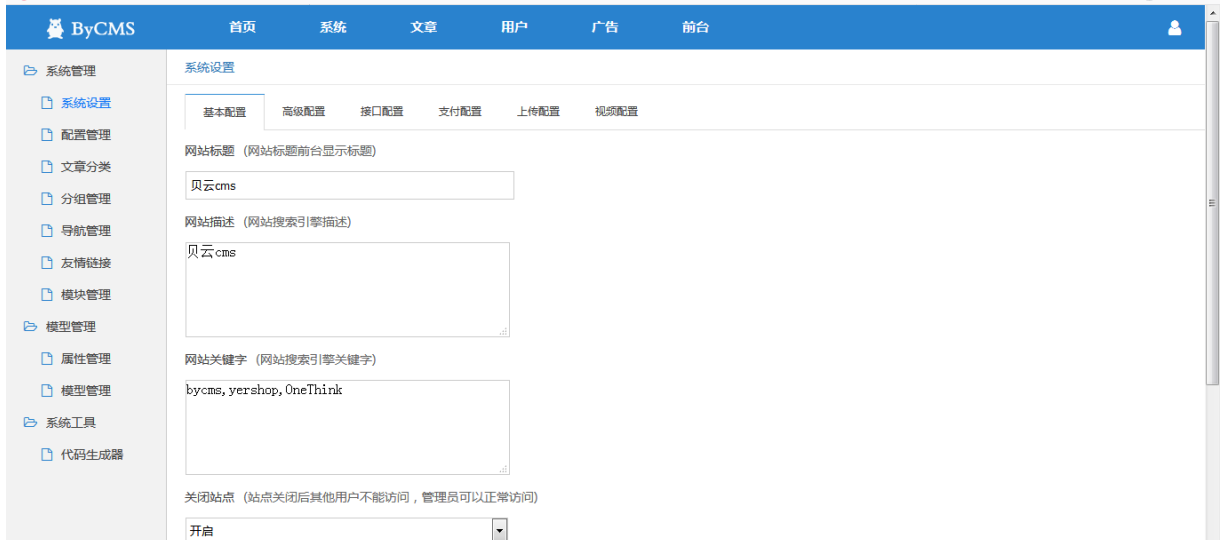 ByCMS 首页 系统 文章 用户 广告 前台
系统管理
系统设置
配置管理
文章分类
分组管理
导航管理
友情链接
模块管理
模型管理
属性管理
模型管理
系统工具
代码生成器
系统设置
基本配置 高级配置 接口配置 支付配置 上传配置 视频配置
网站标题 (网站标题前台显示标题)
贝云cms
网站描述 (网站搜索引擎描述)
贝云cms
网站关键字 (网站搜索引擎关键字)
bycms,yershop,OneThink
关闭站点 (站点关闭后其他用户不能访问，管理员可以正常访问)
开启